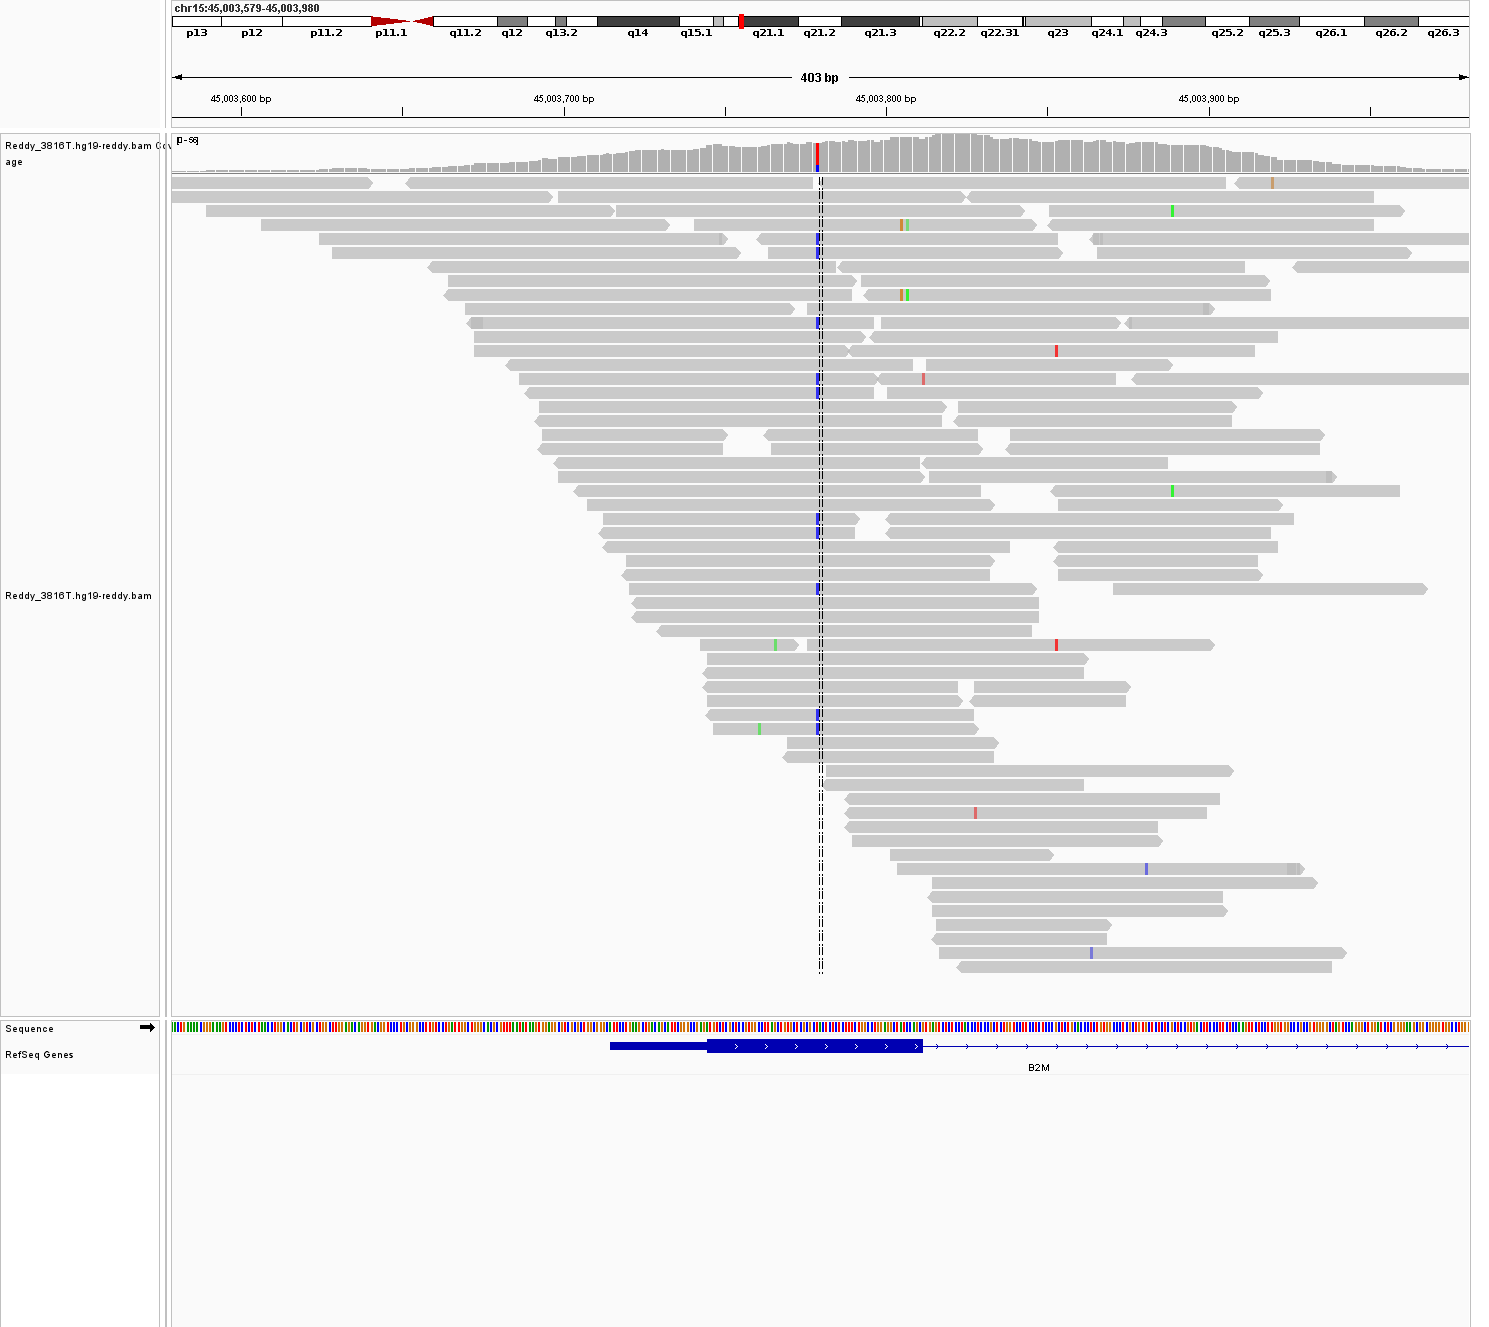 chr15:45,003,579-45,003,980
p13 p12 p11.2 p11.1 q11.2 q12 q13.2 q14 q15.1 q21.1 q21.2 q21.3 q22.2 q22.31 q23 q24.1 q24.3 q25.2 q25.3 q26.1 q26.2 q26.3
403 bp
45,003,600 bp 45,003,700 bp 45,003,800 bp 45,003,900 bp
Reddy_3816T.hg19-reddy.bam Cov
age
Reddy_3816T.hg19-reddy.bam
Sequence
RefSeq Genes
B2M